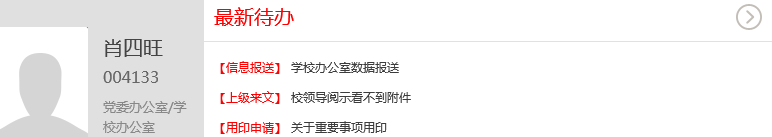 肖四旺
004133
党委办公室/学
校办公室
最新待办
【信息报送】 学校办公室数据报送
【上级来文】 校领导阅示看不到附件
【用印申请】 关于重要事项用印